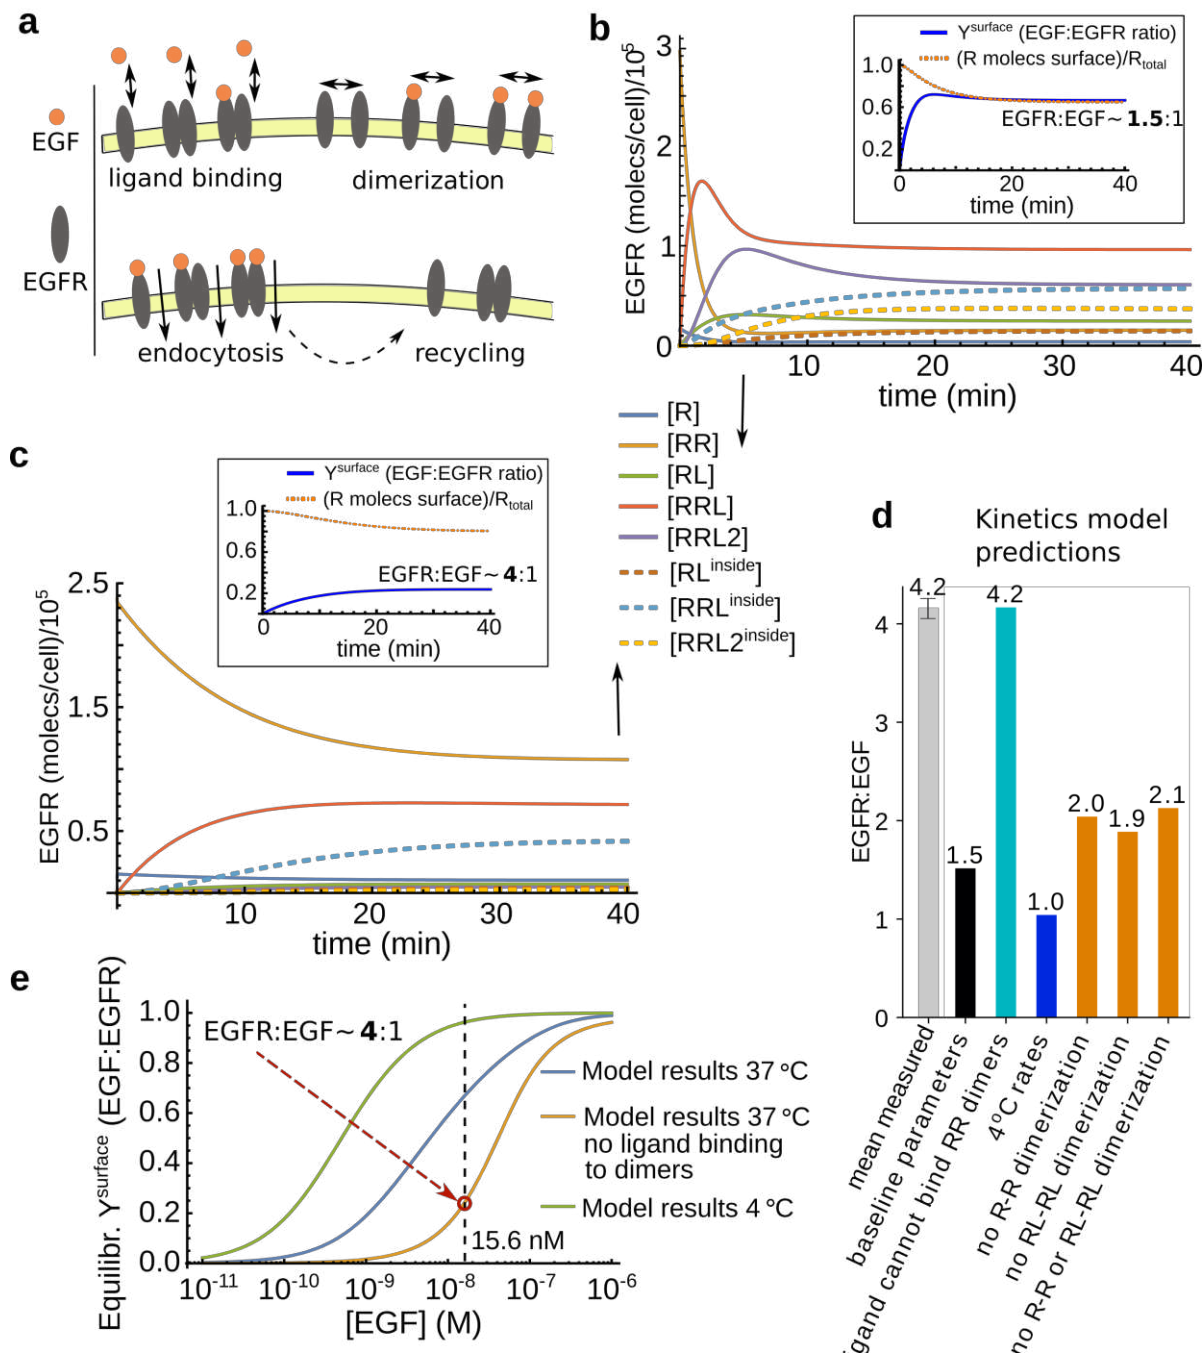 a
EGF
ligand binding
dimerization
EGFR
endocytosis
recycling
b
EGFR (molecs/cell)/10⁵
3
2
1
0
10
20
30
40
time (min)
Y^surface (EGF:EGFR ratio)
(R molecs surface)/R_total
1.0
0.6
0.2
EGFR:EGF~ 1.5:1
0
20
40
time (min)
[R]
[RR]
[RL]
[RRL]
[RRL2]
[RL^inside]
[RRL^inside]
[RRL2^inside]
c
Y^surface (EGF:EGFR ratio)
(R molecs surface)/R_total
1.0
0.6
0.2
EGFR:EGF~ 4:1
0
20
40
time (min)
EGFR (molecs/cell)/10⁵
2.5
1.5
0.5
10
20
30
40
time (min)
d
Kinetics model
predictions
EGFR:EGF
4
3
2
1
0
4.2
1.5
4.2
1.0
2.0
1.9
2.1
mean measured
baseline parameters
igand cannot bind RR dimers
4°C rates
no R-R dimerization
no RL-RL dimerization
no R-R or RL-RL dimerization
e
Equilibr. Y^surface (EGF:EGFR)
1.0
0.8
0.6
0.4
0.2
0.0
EGFR:EGF~ 4:1
15.6 nM
Model results 37 °C
Model results 37 °C
no ligand binding
to dimers
Model results 4 °C
10⁻¹¹
10⁻¹⁰
10⁻⁹
10⁻⁸
10⁻⁷
10⁻⁶
[EGF] (M)